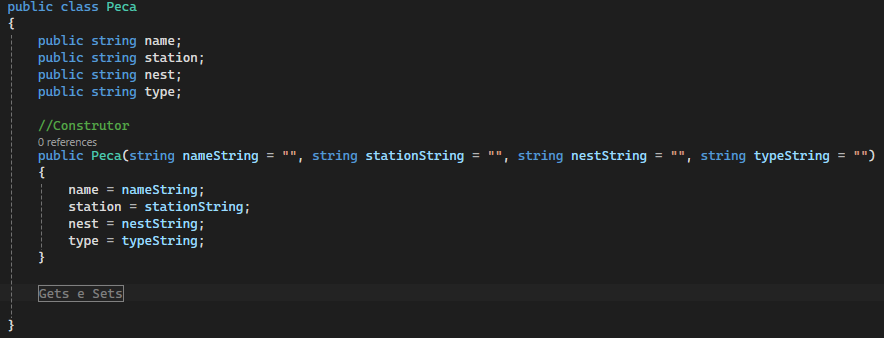 public class Peca
{
public string name;
public string station;
public string nest;
public string type;
//Construtor
0 references
public Peca(string nameString = "", string stationString = "", string nestString = "", string typeString = "")
{
name = nameString;
station = stationString;
nest = nestString;
type = typeString;
}
Gets e Sets
}